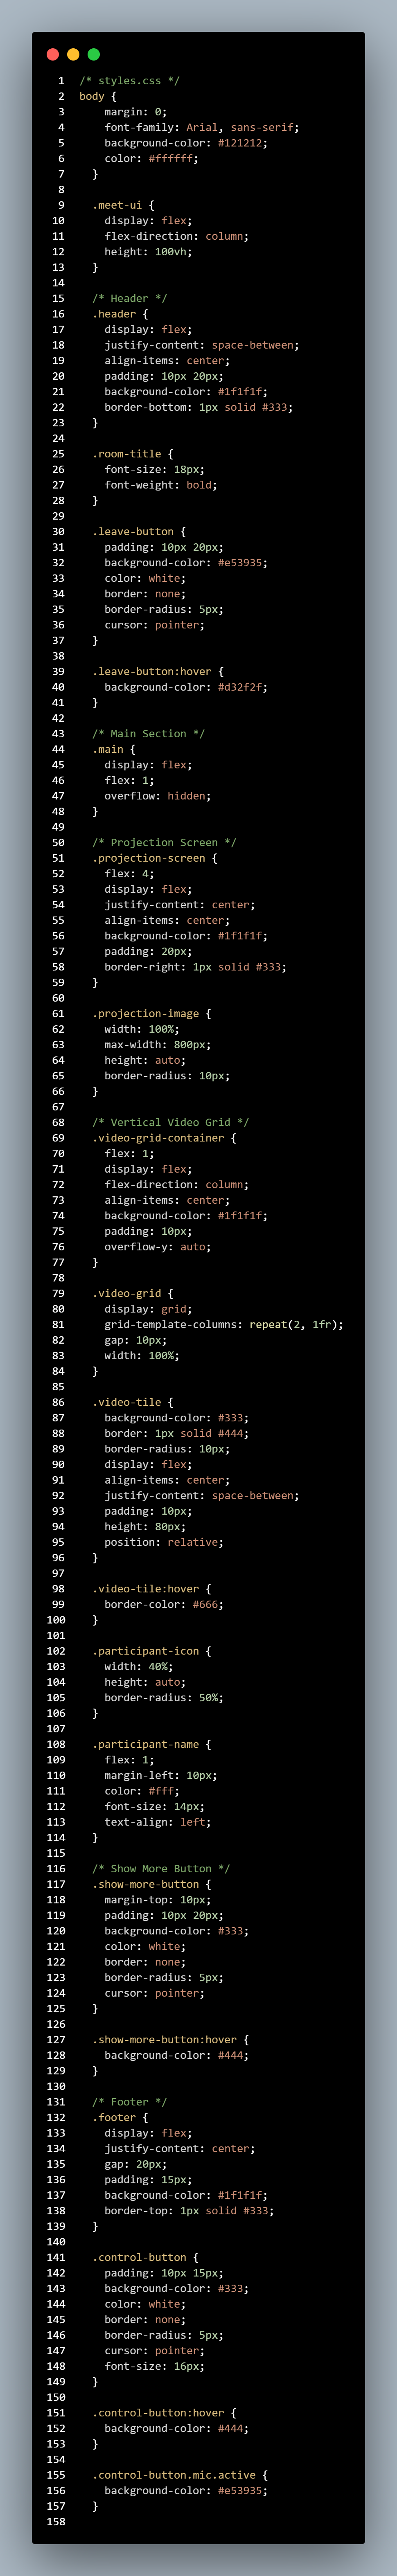 1 /* styles.css */
2 body {
3 margin: 0;
4 font-family: Arial, sans-serif;
5 background-color: #121212;
6 color: #ffffff;
7 }
8
9 .meet-ui {
10 display: flex;
11 flex-direction: column;
12 height: 100vh;
13 }
14
15 /* Header */
16 .header {
17 display: flex;
18 justify-content: space-between;
19 align-items: center;
20 padding: 10px 20px;
21 background-color: #1f1f1f;
22 border-bottom: 1px solid #333;
23 }
24
25 .room-title {
26 font-size: 18px;
27 font-weight: bold;
28 }
29
30 .leave-button {
31 padding: 10px 20px;
32 background-color: #e53935;
33 color: white;
34 border: none;
35 border-radius: 5px;
36 cursor: pointer;
37 }
38
39 .leave-button:hover {
40 background-color: #d32f2f;
41 }
42
43 /* Main Section */
44 .main {
45 display: flex;
46 flex: 1;
47 overflow: hidden;
48 }
49
50 /* Projection Screen */
51 .projection-screen {
52 flex: 4;
53 display: flex;
54 justify-content: center;
55 align-items: center;
56 background-color: #1f1f1f;
57 padding: 20px;
58 border-right: 1px solid #333;
59 }
60
61 .projection-image {
62 width: 100%;
63 max-width: 800px;
64 height: auto;
65 border-radius: 10px;
66 }
67
68 /* Vertical Video Grid */
69 .video-grid-container {
70 flex: 1;
71 display: flex;
72 flex-direction: column;
73 align-items: center;
74 background-color: #1f1f1f;
75 padding: 10px;
76 overflow-y: auto;
77 }
78
79 .video-grid {
80 display: grid;
81 grid-template-columns: repeat(2, 1fr);
82 gap: 10px;
83 width: 100%;
84 }
85
86 .video-tile {
87 background-color: #333;
88 border: 1px solid #444;
89 border-radius: 10px;
90 display: flex;
91 align-items: center;
92 justify-content: space-between;
93 padding: 10px;
94 height: 80px;
95 position: relative;
96 }
97
98 .video-tile:hover {
99 border-color: #666;
100 }
101
102 .participant-icon {
103 width: 40%;
104 height: auto;
105 border-radius: 50%;
106 }
107
108 .participant-name {
109 flex: 1;
110 margin-left: 10px;
111 color: #fff;
112 font-size: 14px;
113 text-align: left;
114 }
115
116 /* Show More Button */
117 .show-more-button {
118 margin-top: 10px;
119 padding: 10px 20px;
120 background-color: #333;
121 color: white;
122 border: none;
123 border-radius: 5px;
124 cursor: pointer;
125 }
126
127 .show-more-button:hover {
128 background-color: #444;
129 }
130
131 /* Footer */
132 .footer {
133 display: flex;
134 justify-content: center;
135 gap: 20px;
136 padding: 15px;
137 background-color: #1f1f1f;
138 border-top: 1px solid #333;
139 }
140
141 .control-button {
142 padding: 10px 15px;
143 background-color: #333;
144 color: white;
145 border: none;
146 border-radius: 5px;
147 cursor: pointer;
148 font-size: 16px;
149 }
150
151 .control-button:hover {
152 background-color: #444;
153 }
154
155 .control-button.mic.active {
156 background-color: #e53935;
157 }
158